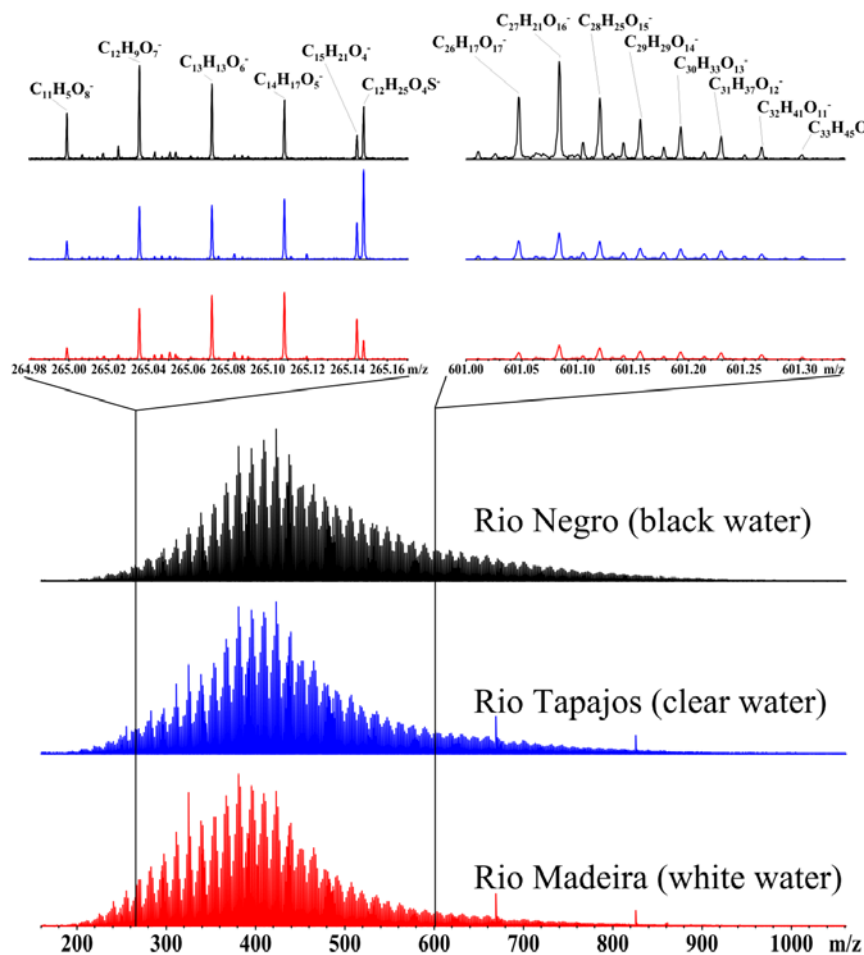 C₁₁H₅O₈⁻
C₁₂H₉O₇⁻
C₁₃H₁₃O₆⁻
C₁₄H₁₇O₅⁻
C₁₅H₂₁O₄⁻
C₁₂H₂₅O₄S⁻
C₂₆H₁₇O₁₇⁻
C₂₇H₂₁O₁₆⁻
C₂₈H₂₅O₁₅⁻
C₂₉H₂₉O₁₄⁻
C₃₀H₃₃O₁₃⁻
C₃₁H₃₇O₁₂⁻
C₃₂H₄₁O₁₁⁻
C₃₃H₄₅O
264.98 265.00 265.02 265.04 265.06 265.08 265.10 265.12 265.14 265.16 m/z
601.00 601.05 601.10 601.15 601.20 601.25 601.30 m/z
Rio Negro (black water)
Rio Tapajos (clear water)
Rio Madeira (white water)
200 300 400 500 600 700 800 900 1000 m/z